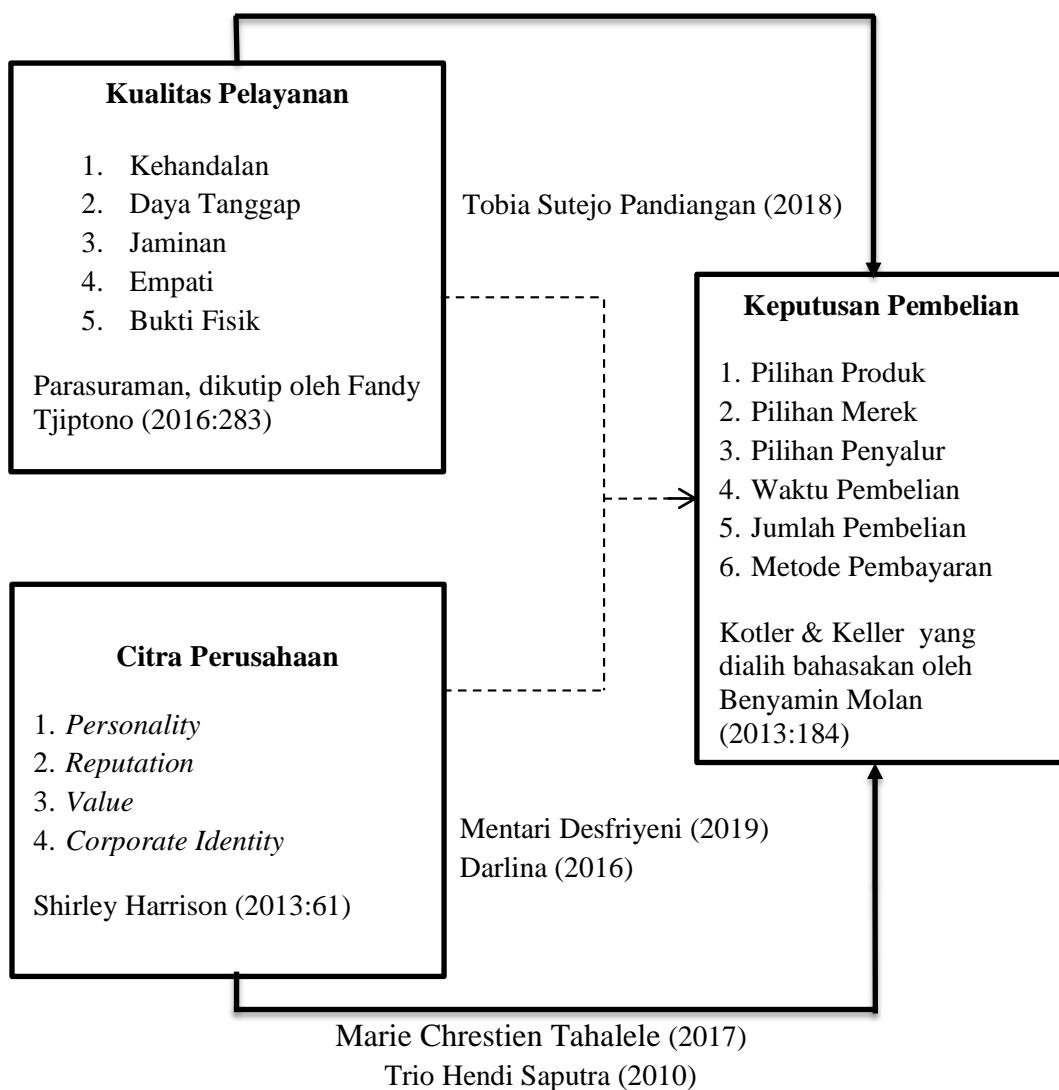 Kualitas Pelayanan
1. Kehandalan
2. Daya Tanggap
3. Jaminan
4. Empati
5. Bukti Fisik
Parasuraman, dikutip oleh Fandy
Tjiptono (2016:283)
Tobia Sutejo Pandiangan (2018)
Keputusan Pembelian
1. Pilihan Produk
2. Pilihan Merek
3. Pilihan Penyalur
4. Waktu Pembelian
5. Jumlah Pembelian
6. Metode Pembayaran
Kotler & Keller yang
dialih bahasakan oleh
Benyamin Molan
(2013:184)
Citra Perusahaan
1. Personality
2. Reputation
3. Value
4. Corporate Identity
Shirley Harrison (2013:61)
Mentari Desfriyeni (2019)
Darlina (2016)
Marie Chrestien Tahalele (2017)
Trio Hendi Saputra (2010)